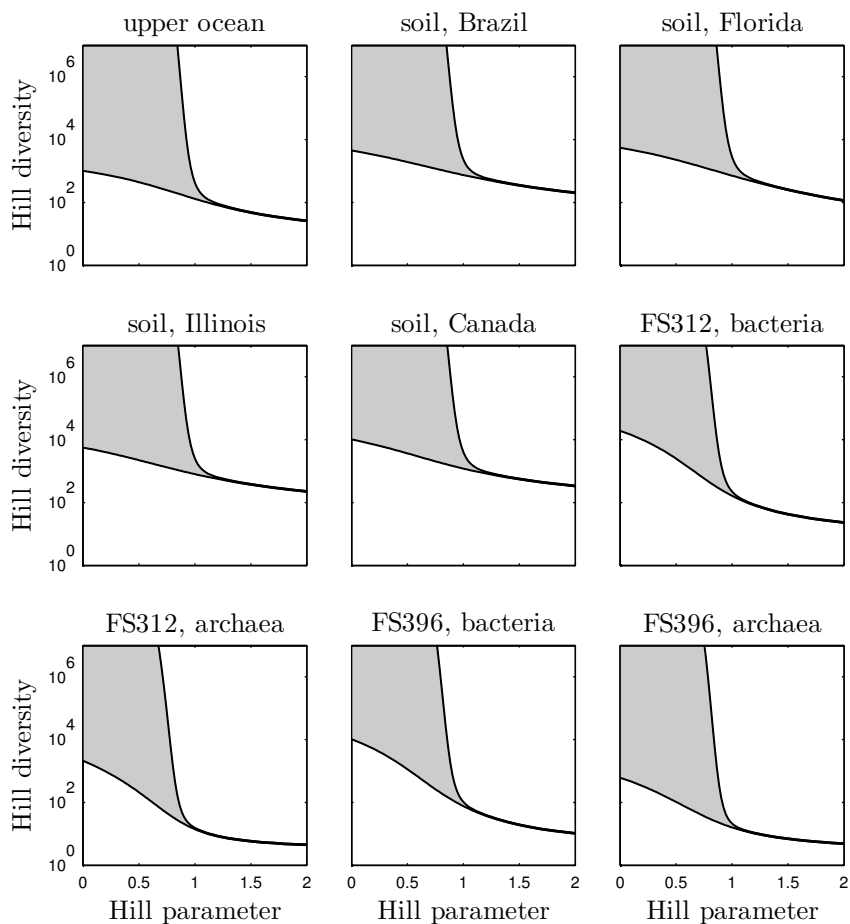 upper ocean
soil, Brazil
soil, Florida
Hill diversity
10^6
10^4
10^2
10^0
soil, Illinois
soil, Canada
FS312, bacteria
Hill diversity
10^6
10^4
10^2
10^0
FS312, archaea
FS396, bacteria
FS396, archaea
Hill diversity
10^6
10^4
10^2
10^0
0 0.5 1 1.5 2
0 0.5 1 1.5 2
0 0.5 1 1.5 2
Hill parameter
Hill parameter
Hill parameter